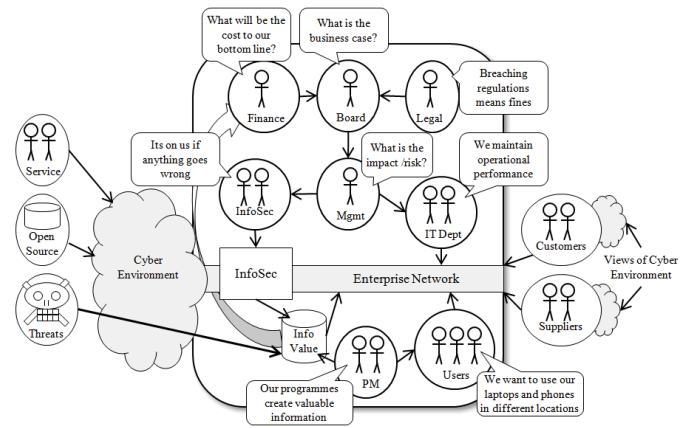 What will be the
cost to our
bottom line?
What is the
business case?
Breaching
regulations
means fines
Finance
Board
Legal
Its on us if
anything goes
wrong
What is the
impact /risk?
We maintain
operational
performance
Service
InfoSec
Mgmt
IT Dept
Open
Source
Customers
Cyber
Environment
InfoSec
Enterprise Network
Views of Cyber
Environment
Threats
Suppliers
Info
Value
PM
Users
Our programmes
create valuable
information
We want to use our
laptops and phones
in different locations